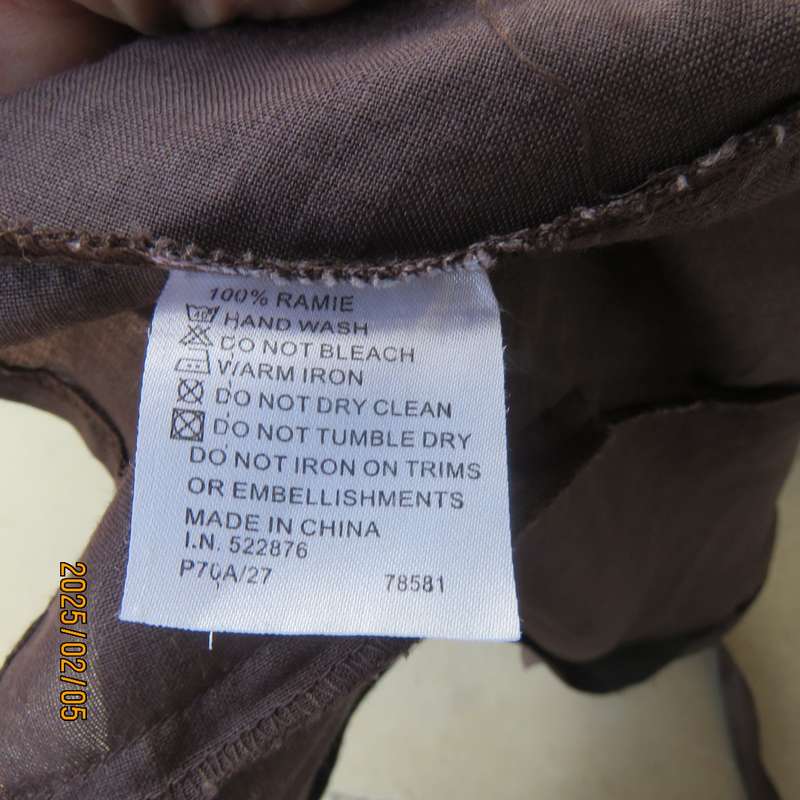 100% RAMIE
40 HAND WASH
DO NOT BLEACH
WARM IRON
DO NOT DRY CLEAN
DO NOT TUMBLE DRY
DO NOT IRON ON TRIMS
OR EMBELLISHMENTS
MADE IN CHINA
I.N. 522876
P70A/27 78581
2025/02/05